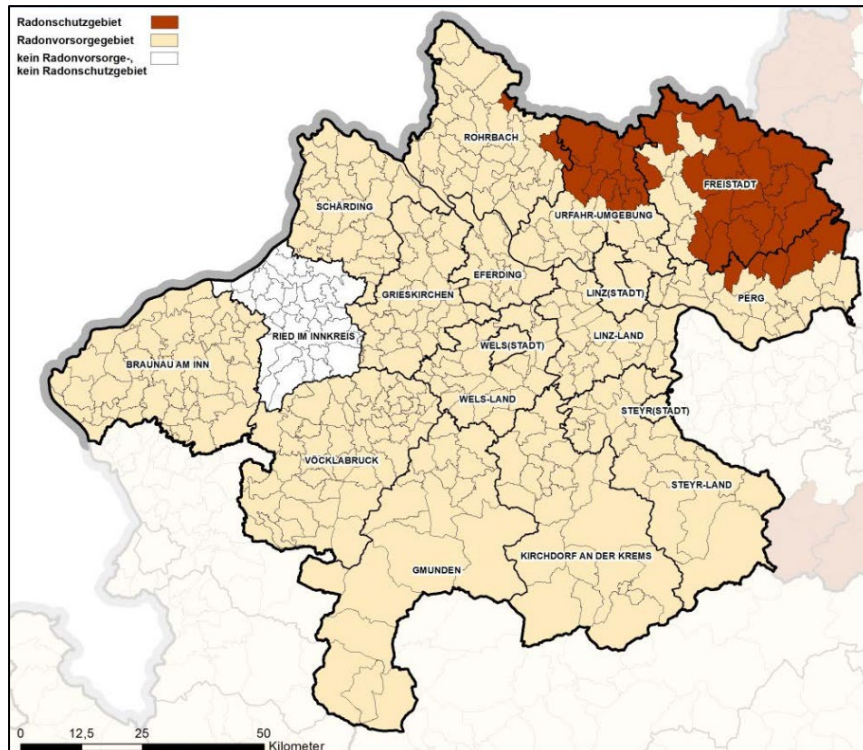 Radonschutzgebiet
Radonvorsorgegebiet
kein Radonvorsorge-,
kein Radonschutzgebiet
ROHRBACH
FREISTADT
SCHÄRDING
URFAHR-UMGEBUNG
EFERDING
GRIESKIRCHEN
LINZ(STADT)
PERG
RIED IM INNKREIS
WELS(STADT)
LINZ-LAND
BRAUNAU AM INN
WELS-LAND
STEYR(STADT)
VÖCKLABRUCK
STEYR-LAND
KIRCHDORF AN DER KREMS
GMUNDEN
0 12,5 25 50
Kilometer